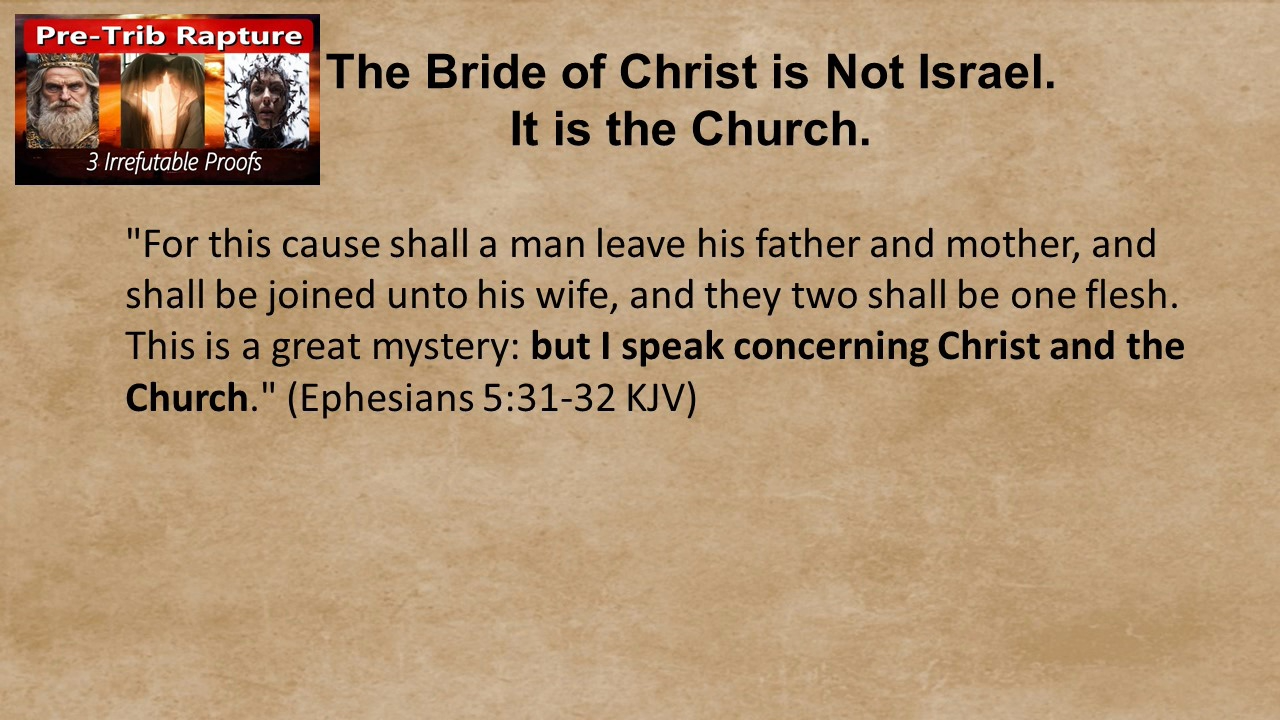 Pre-Trib Rapture
3 Irrefutable Proofs
The Bride of Christ is Not Israel.
It is the Church.
"For this cause shall a man leave his father and mother, and
shall be joined unto his wife, and they two shall be one flesh.
This is a great mystery: but I speak concerning Christ and the
Church." (Ephesians 5:31-32 KJV)